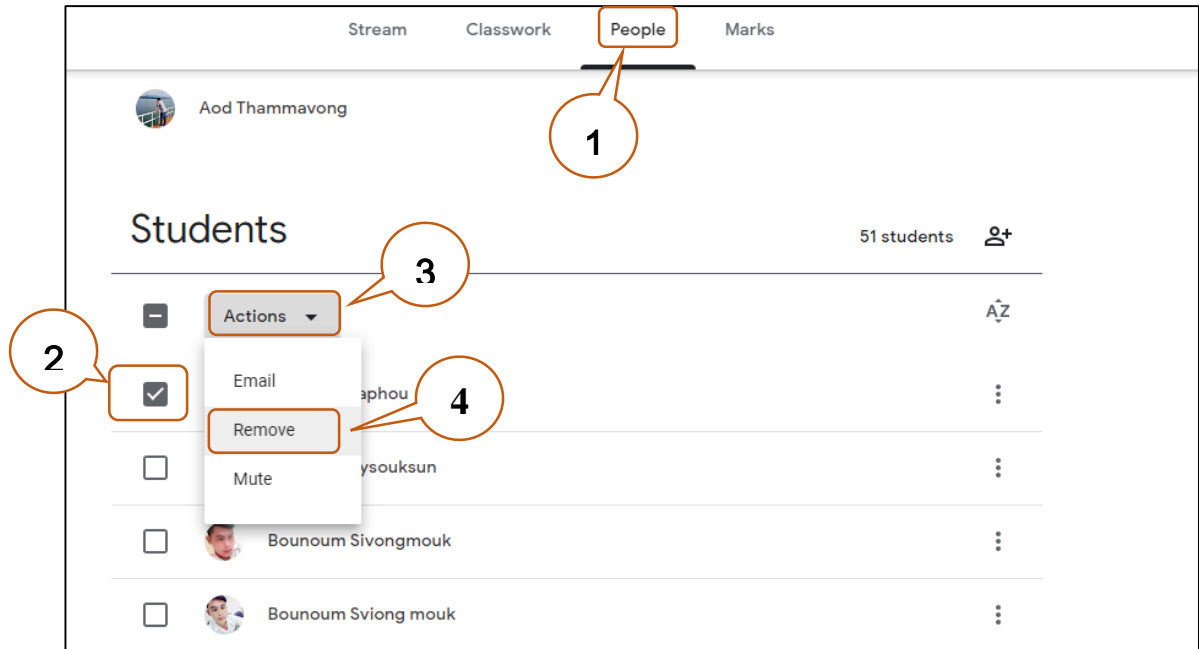 Stream Classwork People Marks
Aod Thammavong
1
Students
51 students
3
Actions
AZ
2
Email
aphou
4
Remove
ysouksun
Mute
Bounoum Sivongmouk
Bounoum Sviong mouk